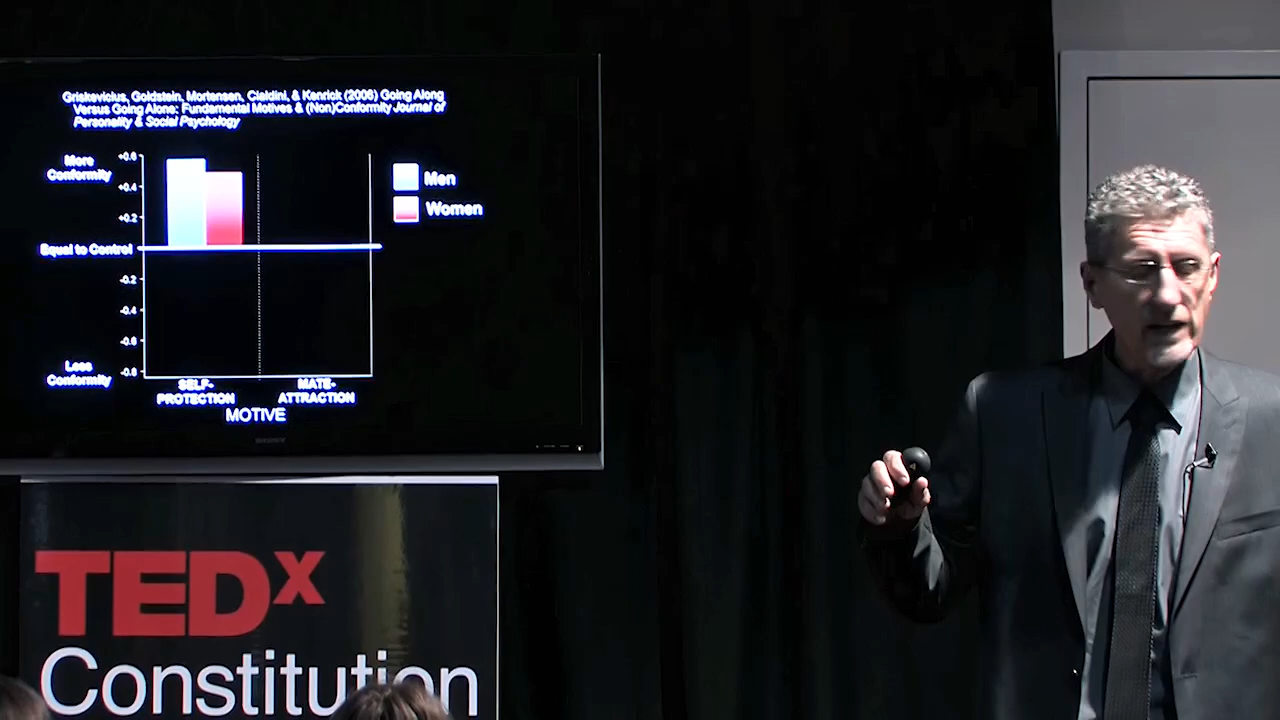 Griskevicius, Goldstein, Mortensen, Cialdini, & Kenrick (2006) Going Along
Versus Going Alone: Fundamental Motives & (Non)Conformity Journal of
Personality & Social Psychology
More
Conformity
+0.6
+0.4
+0.2
Equal to Control
-0.2
-0.4
-0.6
-0.8
Less
Conformity
Men
Women
SELF-
PROTECTION
MATE-
ATTRACTION
MOTIVE
SONY
TEDx
Constitution